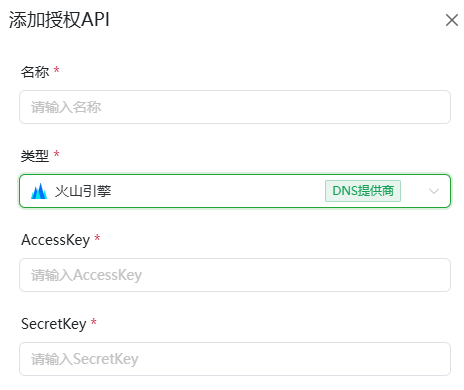 添加授权API
名称 *
请输入名称
类型 *
火山引擎 DNS提供商
AccessKey *
请输入AccessKey
SecretKey *
请输入SecretKey